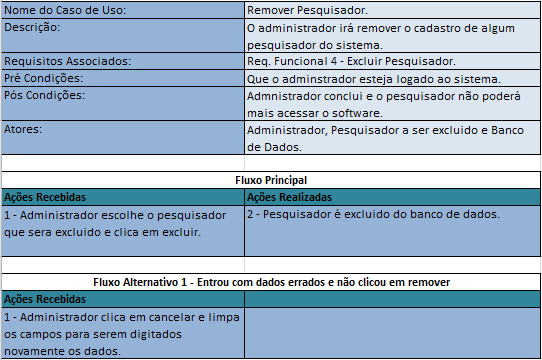 Nome do Caso de Uso: Remover Pesquisador.
Descrição: O administrador irá remover o cadastro de algum
pesquisador do sistema.
Requisitos Associados: Req. Funcional 4 - Excluir Pesquisador.
Pré Condições: Que o adminstrador esteja logado ao sistema.
Pós Condições: Admnistrador conclui e o pesquisador não poderá
mais acessar o software.
Atores: Administrador, Pesquisador a ser excluido e Banco
de Dados.
Fluxo Principal
Ações Recebidas Ações Realizadas
1 - Administrador escolhe o pesquisador 2 - Pesquisador é excluido do banco de dados.
que sera excluido e clica em excluir.
Fluxo Alternativo 1 - Entrou com dados errados e não clicou em remover
Ações Recebidas
1 - Administrador clica em cancelar e limpa
os campos para serem digitados
novamente os dados.